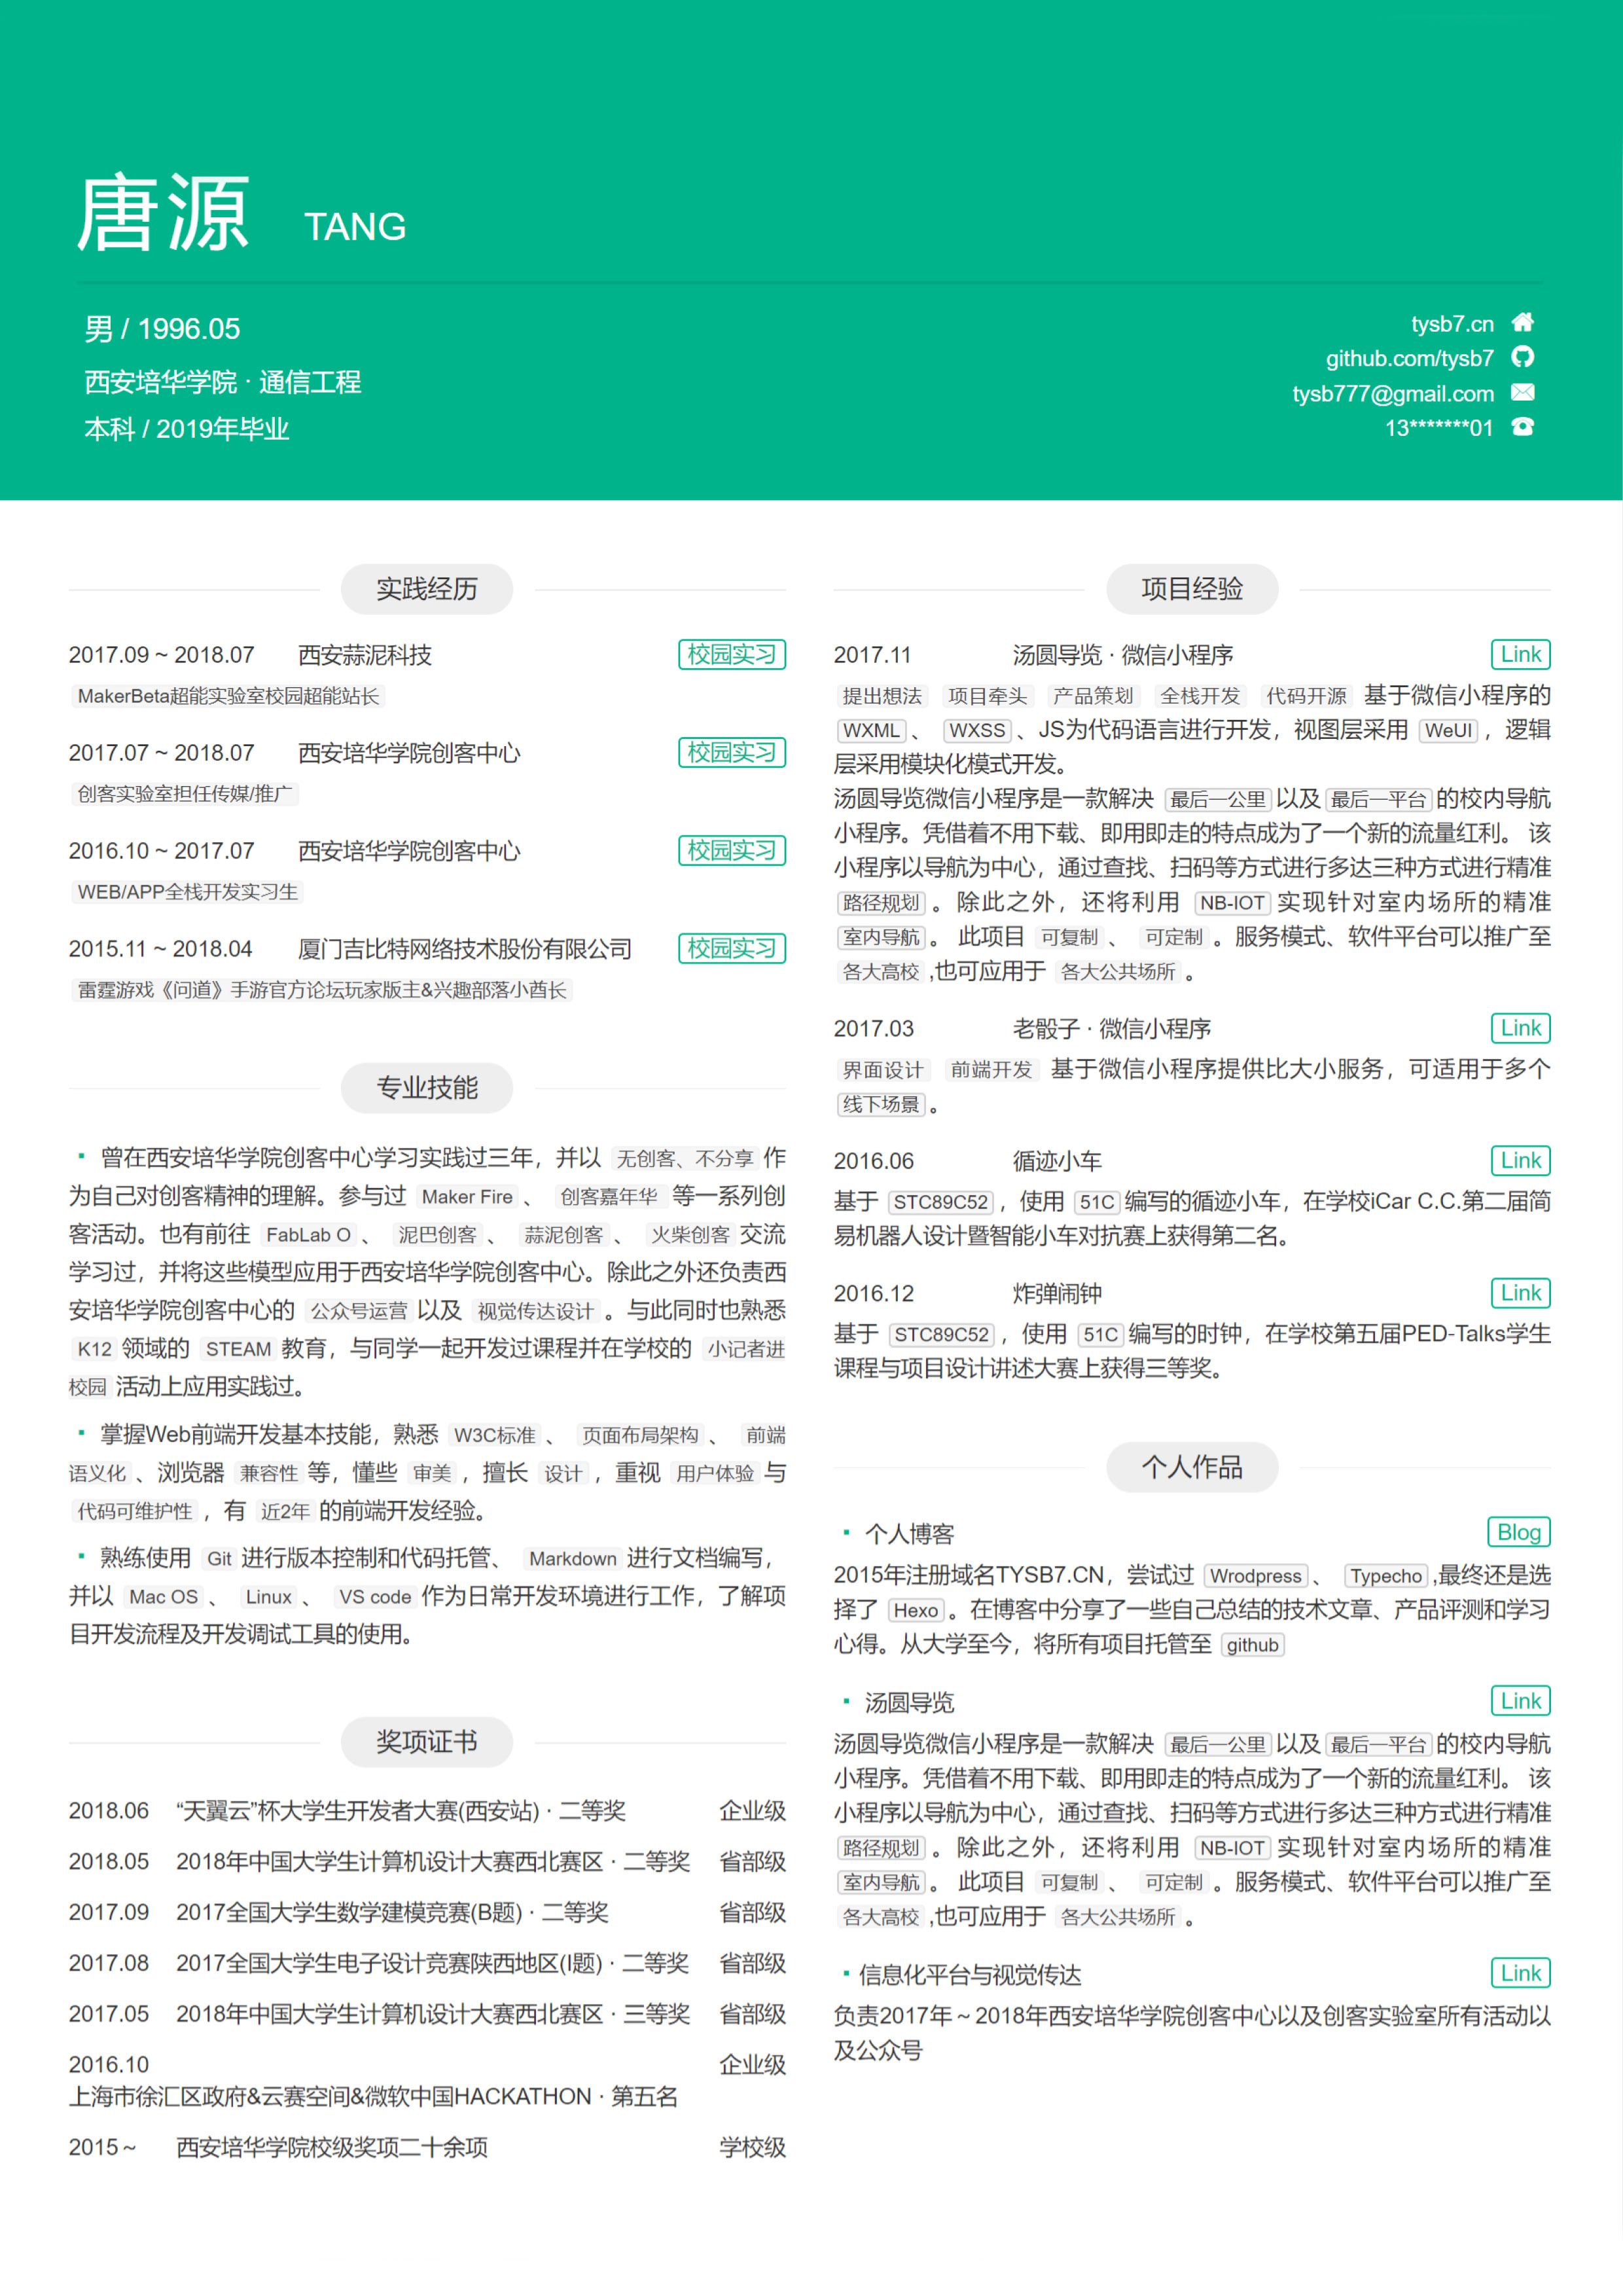 唐源 TANG
男 / 1996.05
西安培华学院 · 通信工程
本科 / 2019年毕业
tysb7.cn
github.com/tysb7
tysb777@gmail.com
13*******01
实践经历
2017.09 ~ 2018.07 西安蒜泥科技 校园实习
MakerBeta超能实验室校园超能站长
2017.07 ~ 2018.07 西安培华学院创客中心 校园实习
创客实验室担任传媒/推广
2016.10 ~ 2017.07 西安培华学院创客中心 校园实习
WEB/APP全栈开发实习生
2015.11 ~ 2018.04 厦门吉比特网络技术股份有限公司 校园实习
雷霆游戏《问道》手游官方论坛玩家版主&兴趣部落小酋长
专业技能
· 曾在西安培华学院创客中心学习实践过三年，并以 无创客、不分享 作
为自己对创客精神的理解。参与过 Maker Fire 、 创客嘉年华 等一系列创
客活动。也有前往 FabLab O 、 泥巴创客 、 蒜泥创客 、 火柴创客 交流
学习过，并将这些模型应用于西安培华学院创客中心。除此之外还负责西
安培华学院创客中心的 公众号运营 以及 视觉传达设计 。与此同时也熟悉
K12 领域的 STEAM 教育，与同学一起开发过课程并在学校的 小记者进
校园 活动上应用实践过。
· 掌握Web前端开发基本技能，熟悉 W3C标准 、 页面布局架构 、 前端
语义化 、浏览器 兼容性 等，懂些 审美 ，擅长 设计 ，重视 用户体验 与
代码可维护性 ，有 近2年 的前端开发经验。
· 熟练使用 Git 进行版本控制和代码托管、 Markdown 进行文档编写，
并以 Mac OS 、 Linux 、 VS code 作为日常开发环境进行工作，了解项
目开发流程及开发调试工具的使用。
奖项证书
2018.06 “天翼云”杯大学生开发者大赛(西安站) · 二等奖 企业级
2018.05 2018年中国大学生计算机设计大赛西北赛区 · 二等奖 省部级
2017.09 2017全国大学生数学建模竞赛(B题) · 二等奖 省部级
2017.08 2017全国大学生电子设计竞赛陕西地区(I题) · 二等奖 省部级
2017.05 2018年中国大学生计算机设计大赛西北赛区 · 三等奖 省部级
2016.10 企业级
上海市徐汇区政府&云赛空间&微软中国HACKATHON · 第五名
2015 ~ 西安培华学院校级奖项二十余项 学校级
项目经验
2017.11 汤圆导览 · 微信小程序 Link
提出想法 项目牵头 产品策划 全栈开发 代码开源 基于微信小程序的
WXML 、 WXSS 、JS为代码语言进行开发，视图层采用 WeUI ，逻辑
层采用模块化模式开发。
汤圆导览微信小程序是一款解决 最后一公里 以及 最后一平台 的校内导航
小程序。凭借着不用下载、即用即走的特点成为了一个新的流量红利。 该
小程序以导航为中心，通过查找、扫码等方式进行多达三种方式进行精准
路径规划 。除此之外，还将利用 NB-IOT 实现针对室内场所的精准
室内导航 。 此项目 可复制 、 可定制 。服务模式、软件平台可以推广至
各大高校 ,也可应用于 各大公共场所 。
2017.03 老骰子 · 微信小程序 Link
界面设计 前端开发 基于微信小程序提供比大小服务，可适用于多个
线下场景 。
2016.06 循迹小车 Link
基于 STC89C52 ，使用 51C 编写的循迹小车，在学校iCar C.C.第二届简
易机器人设计暨智能小车对抗赛上获得第二名。
2016.12 炸弹闹钟 Link
基于 STC89C52 ，使用 51C 编写的时钟，在学校第五届PED-Talks学生
课程与项目设计讲述大赛上获得三等奖。
个人作品
· 个人博客 Blog
2015年注册域名TYSB7.CN，尝试过 Wrodpress 、 Typecho ,最终还是选
择了 Hexo 。在博客中分享了一些自己总结的技术文章、产品评测和学习
心得。从大学至今，将所有项目托管至 github
· 汤圆导览 Link
汤圆导览微信小程序是一款解决 最后一公里 以及 最后一平台 的校内导航
小程序。凭借着不用下载、即用即走的特点成为了一个新的流量红利。 该
小程序以导航为中心，通过查找、扫码等方式进行多达三种方式进行精准
路径规划 。除此之外，还将利用 NB-IOT 实现针对室内场所的精准
室内导航 。 此项目 可复制 、 可定制 。服务模式、软件平台可以推广至
各大高校 ,也可应用于 各大公共场所 。
· 信息化平台与视觉传达 Link
负责2017年 ~ 2018年西安培华学院创客中心以及创客实验室所有活动以
及公众号